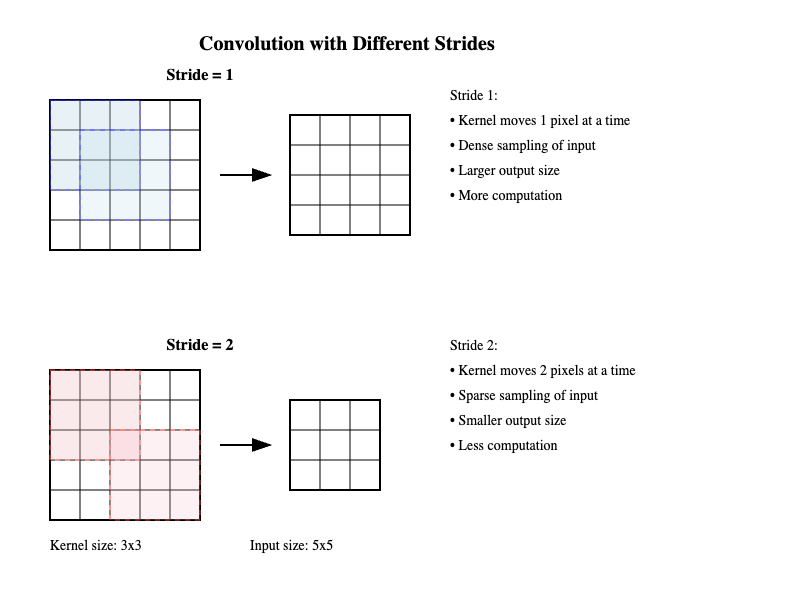 Convolution with Different Strides
Stride = 1
Stride 1:
• Kernel moves 1 pixel at a time
• Dense sampling of input
• Larger output size
• More computation
Stride = 2
Stride 2:
• Kernel moves 2 pixels at a time
• Sparse sampling of input
• Smaller output size
• Less computation
Kernel size: 3x3
Input size: 5x5